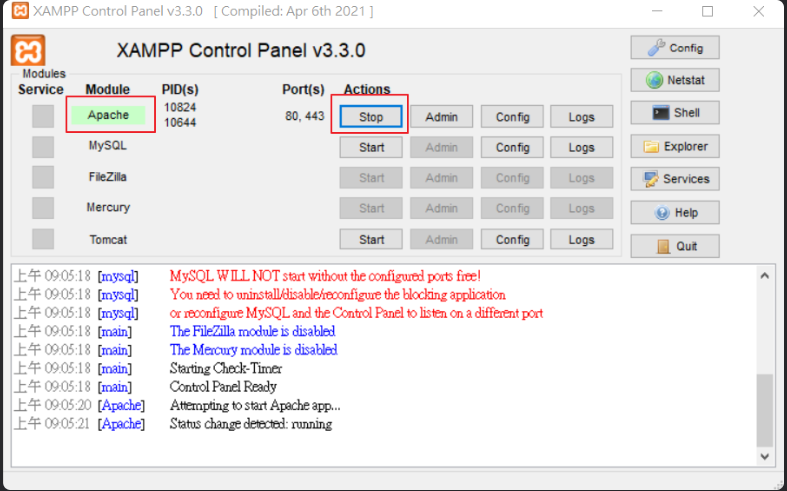 XAMPP Control Panel v3.3.0 [ Compiled: Apr 6th 2021 ]
XAMPP Control Panel v3.3.0
Config
Modules
Service Module PID(s) Port(s) Actions
Netstat
Apache 10824 10644 80, 443 Stop Admin Config Logs
Shell
MySQL Start Admin Config Logs
Explorer
FileZilla Start Admin Config Logs
Services
Mercury Start Admin Config Logs
Help
Tomcat Start Admin Config Logs
Quit
上午 09:05:18 [mysql] MySQL WILL NOT start without the configured ports free!
上午 09:05:18 [mysql] You need to uninstall/disable/reconfigure the blocking application
上午 09:05:18 [mysql] or reconfigure MySQL and the Control Panel to listen on a different port
上午 09:05:18 [main] The FileZilla module is disabled
上午 09:05:18 [main] The Mercury module is disabled
上午 09:05:18 [main] Starting Check-Timer
上午 09:05:18 [main] Control Panel Ready
上午 09:05:20 [Apache] Attempting to start Apache app...
上午 09:05:21 [Apache] Status change detected: running